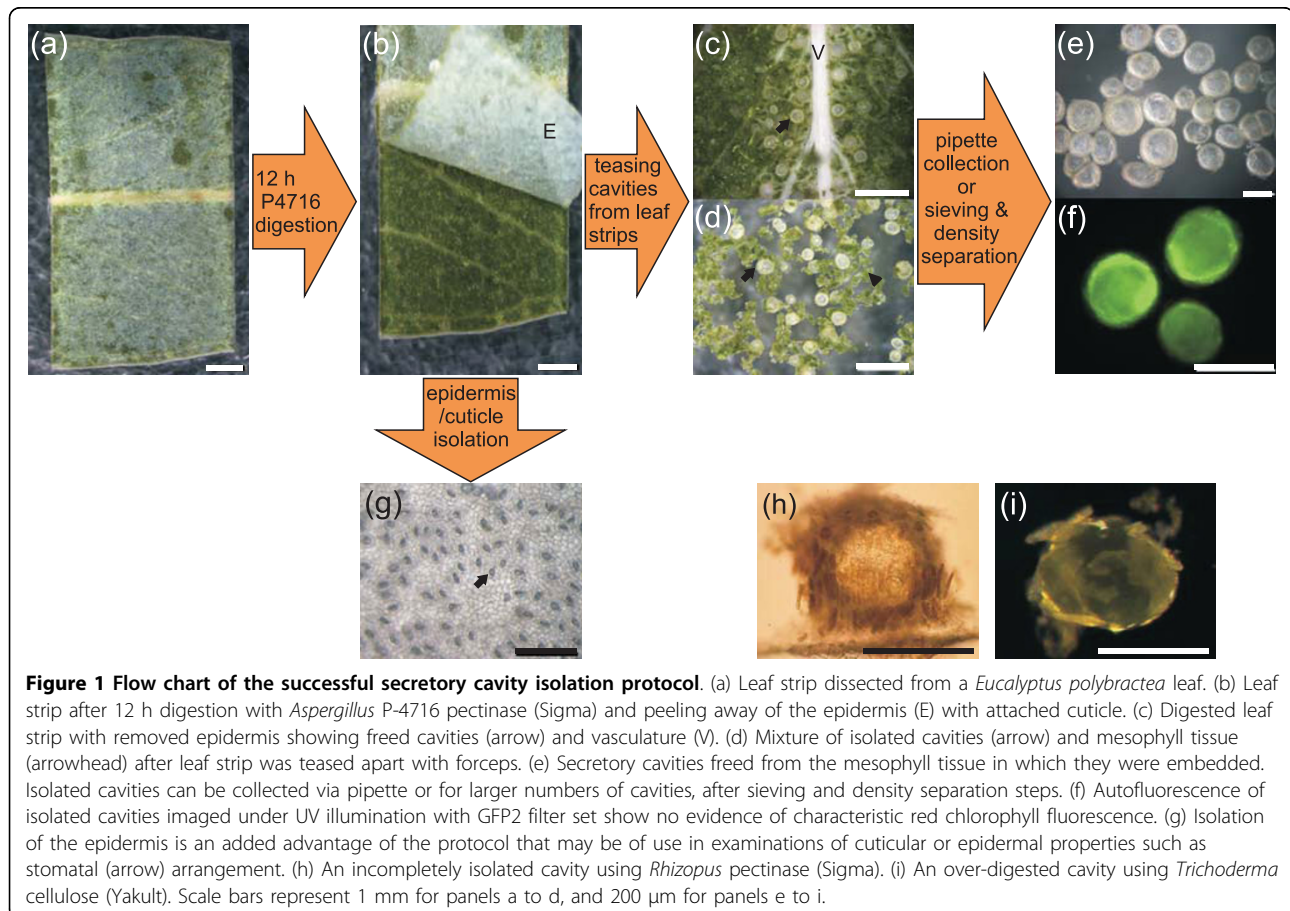 (a)
12 h
P4716
digestion
(b)
E
teasing
cavities
from leaf
strips
(c)
V
(d)
pipette
collection
or
sieving &
density
separation
(e)
(f)
epidermis
/cuticle
isolation
(g)
(h)
(i)
Figure 1 Flow chart of the successful secretory cavity isolation protocol. (a) Leaf strip dissected from a Eucalyptus polybractea leaf. (b) Leaf
strip after 12 h digestion with Aspergillus P-4716 pectinase (Sigma) and peeling away of the epidermis (E) with attached cuticle. (c) Digested leaf
strip with removed epidermis showing freed cavities (arrow) and vasculature (V). (d) Mixture of isolated cavities (arrow) and mesophyll tissue
(arrowhead) after leaf strip was teased apart with forceps. (e) Secretory cavities freed from the mesophyll tissue in which they were embedded.
Isolated cavities can be collected via pipette or for larger numbers of cavities, after sieving and density separation steps. (f) Autofluorescence of
isolated cavities imaged under UV illumination with GFP2 filter set show no evidence of characteristic red chlorophyll fluorescence. (g) Isolation
of the epidermis is an added advantage of the protocol that may be of use in examinations of cuticular or epidermal properties such as
stomatal (arrow) arrangement. (h) An incompletely isolated cavity using Rhizopus pectinase (Sigma). (i) An over-digested cavity using Trichoderma
cellulose (Yakult). Scale bars represent 1 mm for panels a to d, and 200 μm for panels e to i.